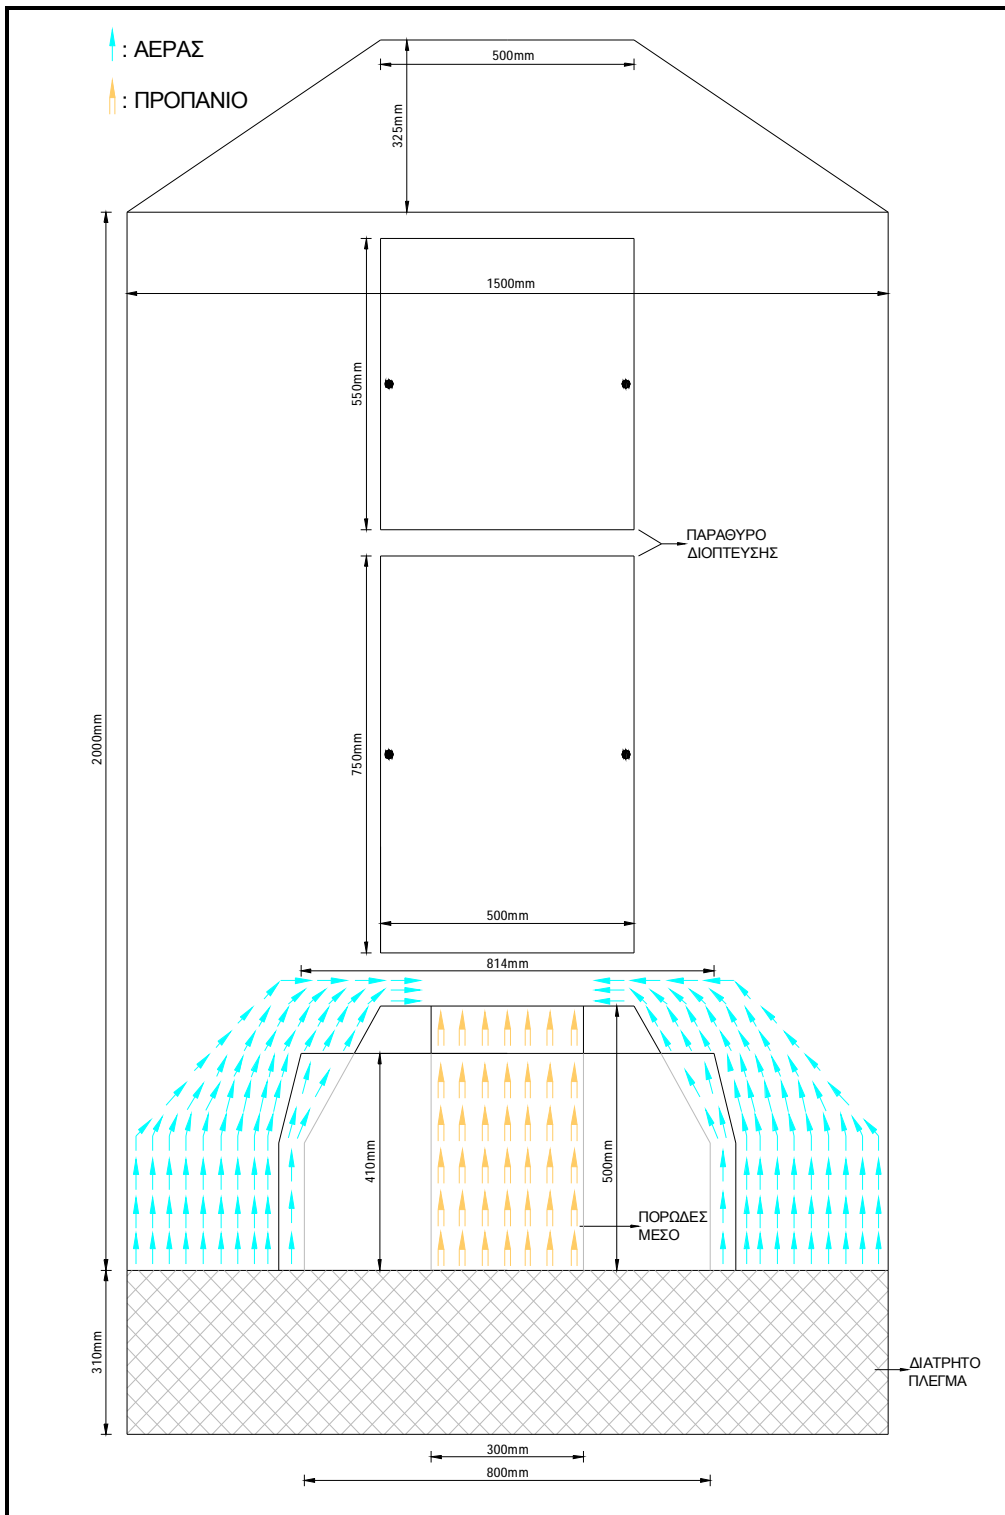 : ΑΕΡΑΣ
: ΠΡΟΠΑΝΙΟ
500mm
325mm
1500mm
550mm
ΠΑΡΑΘΥΡΟ
ΔΙΟΠΤΕΥΣΗΣ
2000mm
750mm
500mm
814mm
410mm
500mm
ΠΟΡΩΔΕΣ
ΜΕΣΟ
310mm
ΔΙΑΤΡΗΤΟ
ΠΛΕΓΜΑ
300mm
800mm